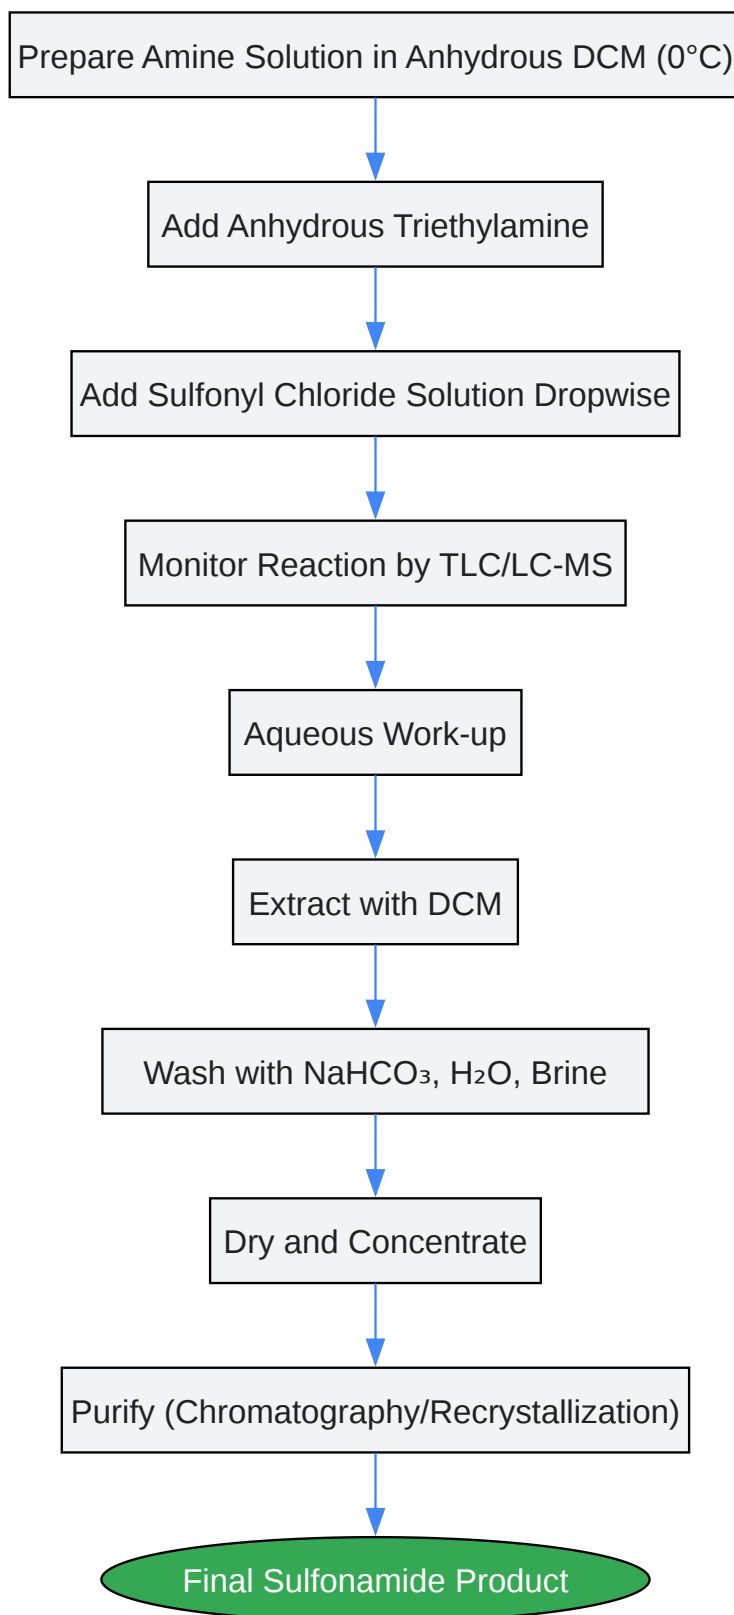 Prepare Amine Solution in Anhydrous DCM (0°C)
Add Anhydrous Triethylamine
Add Sulfonyl Chloride Solution Dropwise
Monitor Reaction by TLC/LC-MS
Aqueous Work-up
Extract with DCM
Wash with NaHCO₃, H₂O, Brine
Dry and Concentrate
Purify (Chromatography/Recrystallization)
Final Sulfonamide Product